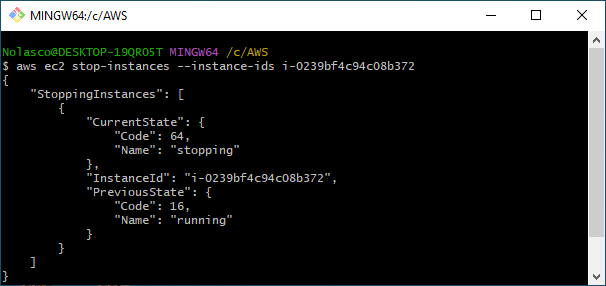 MINGW64:/c/AWS
Nolasco@DESKTOP-19QRO5T MINGW64 /c/AWS
$ aws ec2 stop-instances --instance-ids i-0239bf4c94c08b372
{
    "StoppingInstances": [
        {
            "CurrentState": {
                "Code": 64,
                "Name": "stopping"
            },
            "InstanceId": "i-0239bf4c94c08b372",
            "PreviousState": {
                "Code": 16,
                "Name": "running"
            }
        }
    ]
}